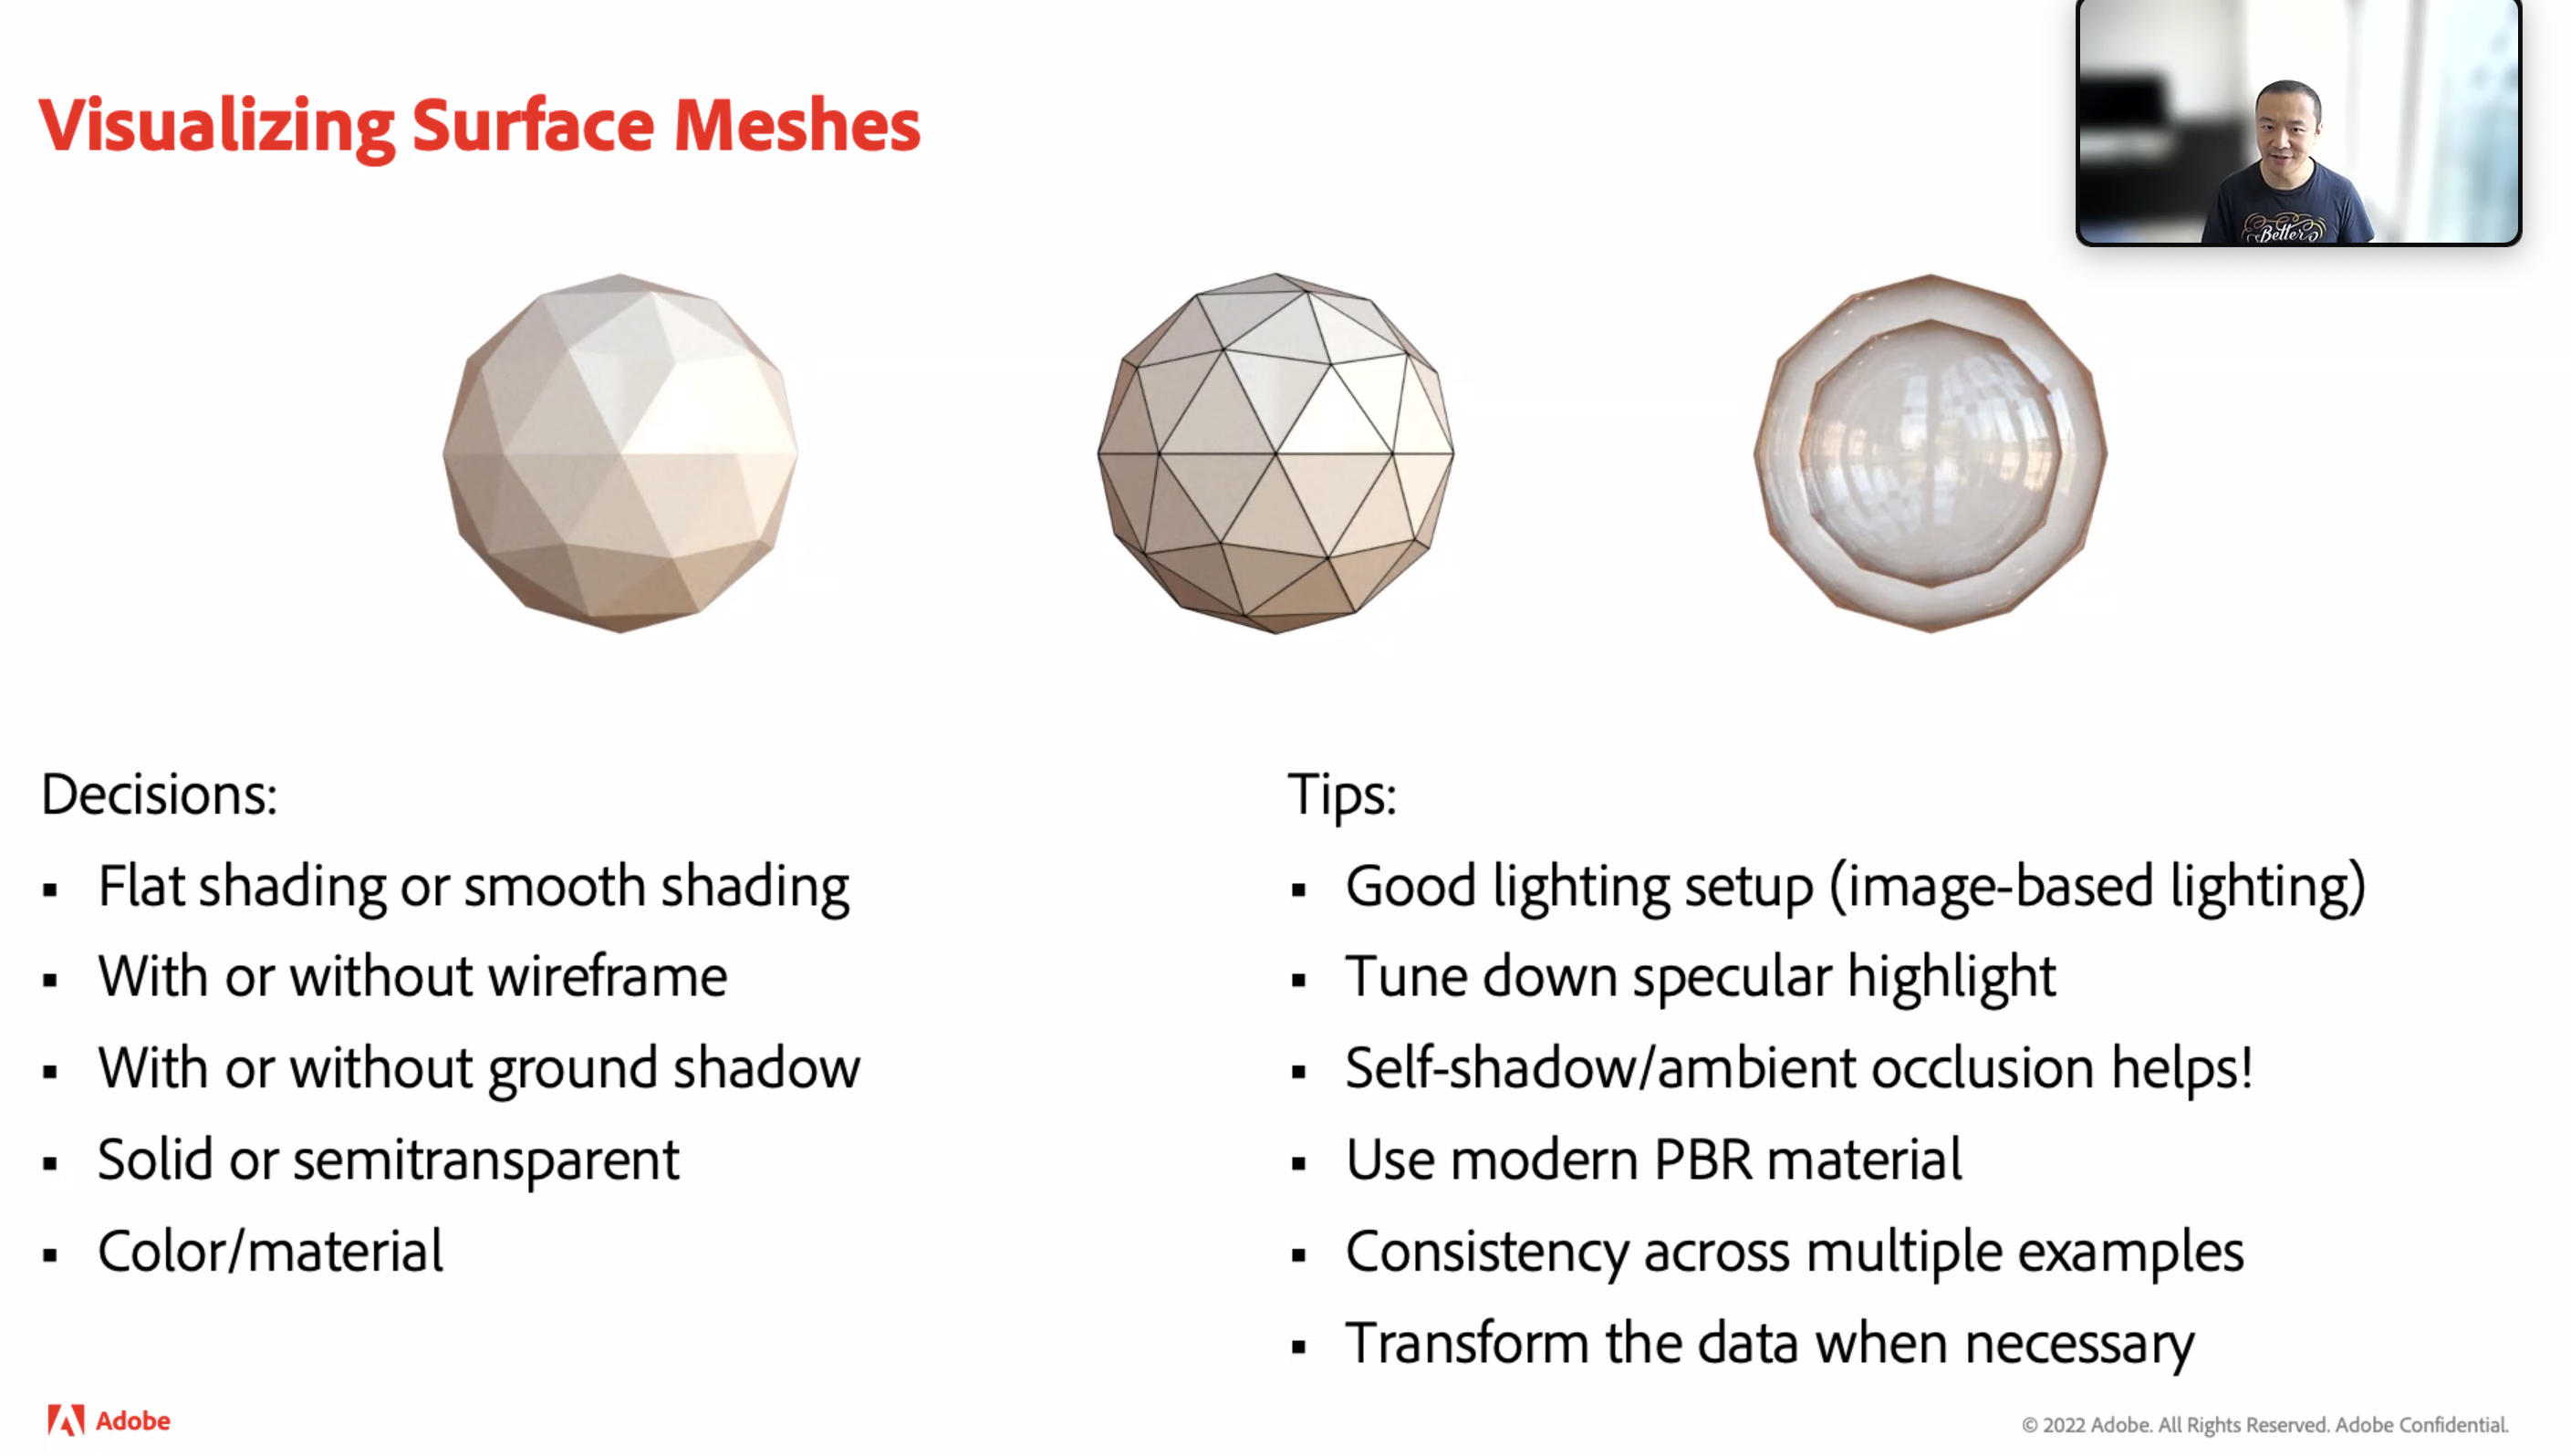 Visualizing Surface Meshes
Better
Decisions:
▪ Flat shading or smooth shading
▪ With or without wireframe
▪ With or without ground shadow
▪ Solid or semitransparent
▪ Color/material
Tips:
▪ Good lighting setup (image-based lighting)
▪ Tune down specular highlight
▪ Self-shadow/ambient occlusion helps!
▪ Use modern PBR material
▪ Consistency across multiple examples
▪ Transform the data when necessary
Adobe
© 2022 Adobe. All Rights Reserved. Adobe Confidential.